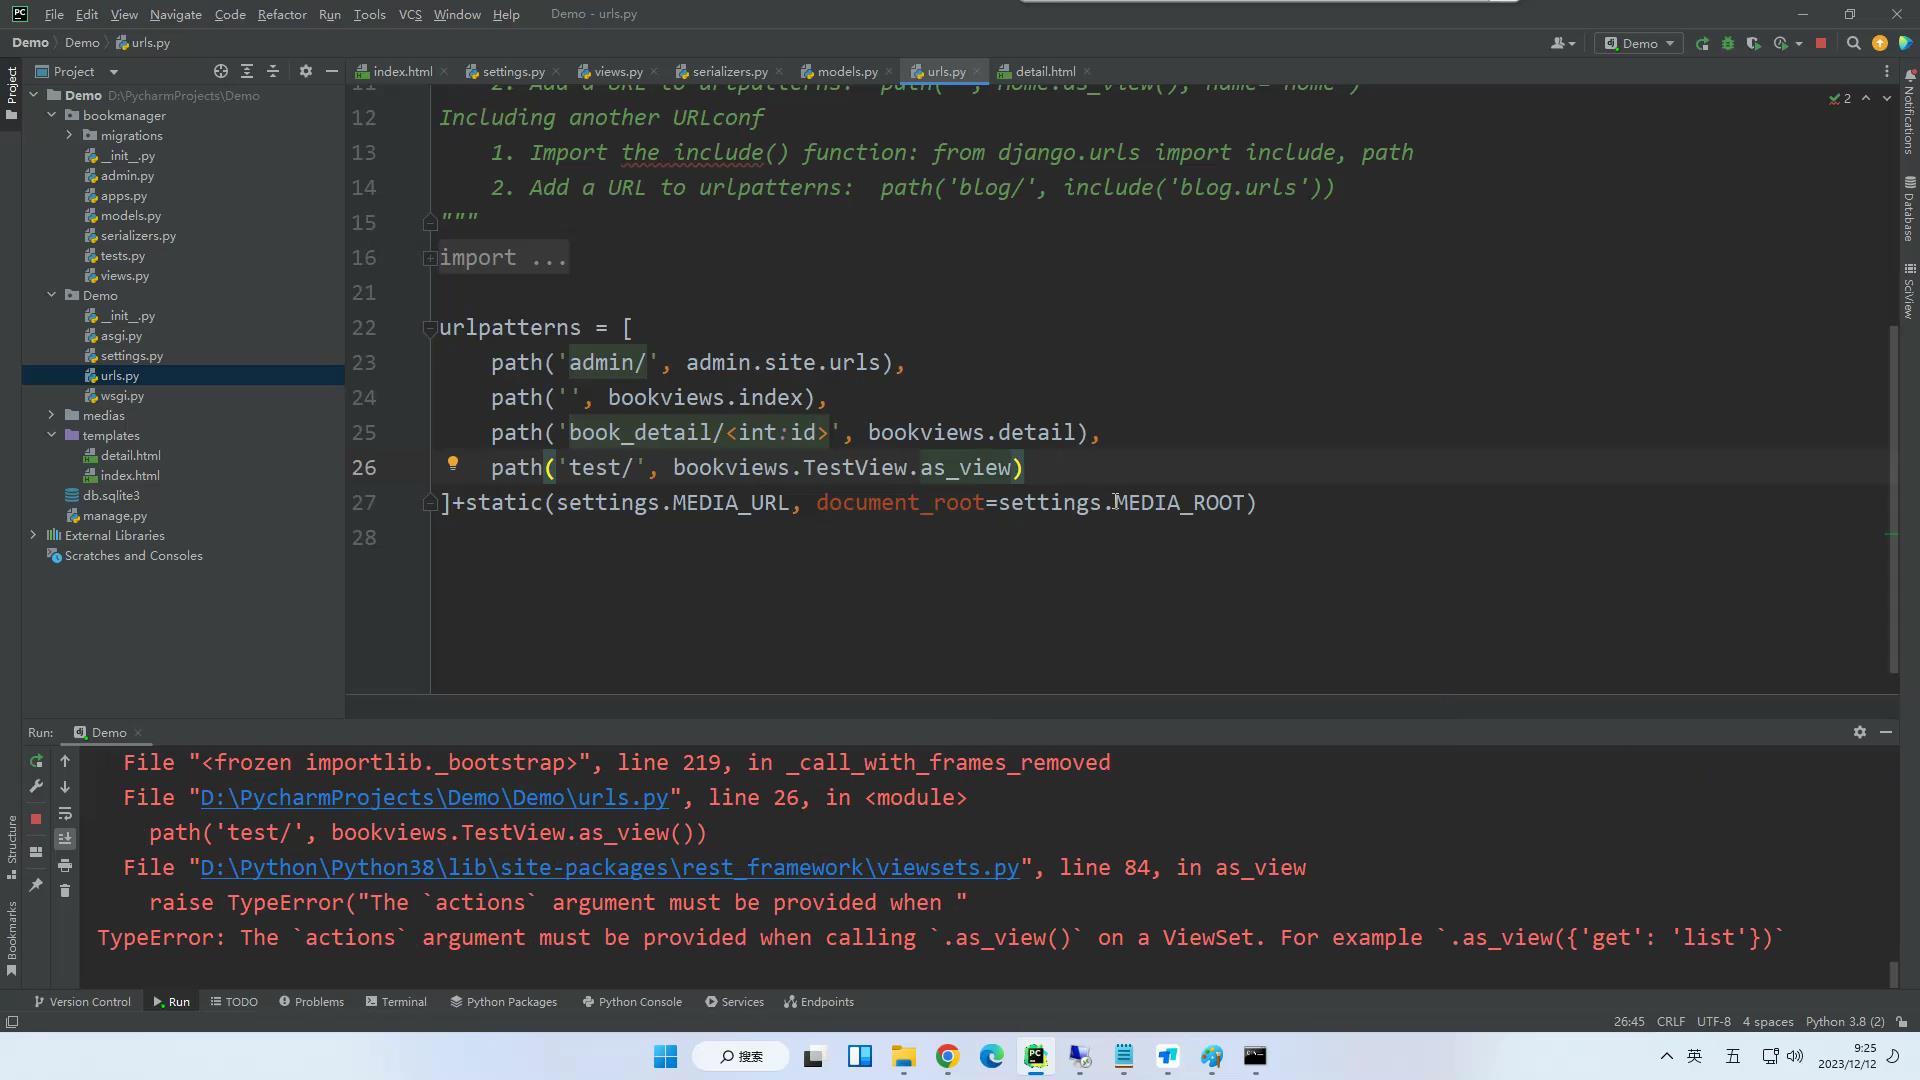 File Edit View Navigate Code Refactor Run Tools VCS Window Help Demo - urls.py
Demo Demo urls.py Demo
Project index.html settings.py views.py serializers.py models.py urls.py detail.html
Project
Demo D:\PycharmProjects\Demo
bookmanager
migrations
__init__.py
admin.py
apps.py
models.py
serializers.py
tests.py
views.py
Demo
__init__.py
asgi.py
settings.py
urls.py
wsgi.py
medias
templates
detail.html
index.html
db.sqlite3
manage.py
External Libraries
Scratches and Consoles
2
11 2. Add a URL to urlpatterns: path('', home.as_view(), name='home')
12 Including another URLconf
13 1. Import the include() function: from django.urls import include, path
14 2. Add a URL to urlpatterns: path('blog/', include('blog.urls'))
15 """
16 import ...
21
22 urlpatterns = [
23 path('admin/', admin.site.urls),
24 path('', bookviews.index),
25 path('book_detail/<int:id>', bookviews.detail),
26 path('test/', bookviews.TestView.as_view)
27 ]+static(settings.MEDIA_URL, document_root=settings.MEDIA_ROOT)
28
Notifications
Database
SciView
Run: Demo
File "<frozen importlib._bootstrap>", line 219, in _call_with_frames_removed
File "D:\PycharmProjects\Demo\Demo\urls.py", line 26, in <module>
path('test/', bookviews.TestView.as_view())
File "D:\Python\Python38\lib\site-packages\rest_framework\viewsets.py", line 84, in as_view
raise TypeError("The `actions` argument must be provided when "
TypeError: The `actions` argument must be provided when calling `.as_view()` on a ViewSet. For example `.as_view({'get': 'list'})`
Structure
Bookmarks
Version Control Run TODO Problems Terminal Python Packages Python Console Services Endpoints
26:45 CRLF UTF-8 4 spaces Python 3.8 (2)
搜索 英 五 9:25
2023/12/12